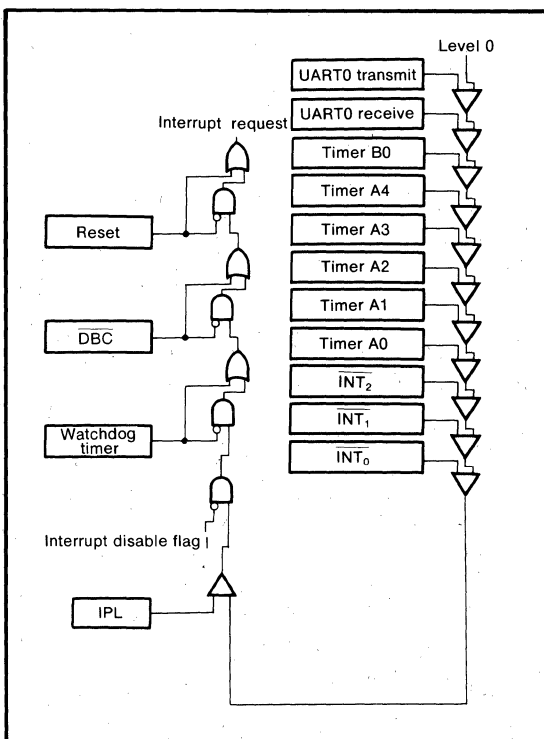 Level 0
UART0 transmit
UART0 receive
Interrupt request
Timer B0
Timer A4
Reset
Timer A3
Timer A2
DBC
Timer A1
Timer A0
INT2
Watchdog
timer
INT1
INT0
Interrupt disable flag I
IPL